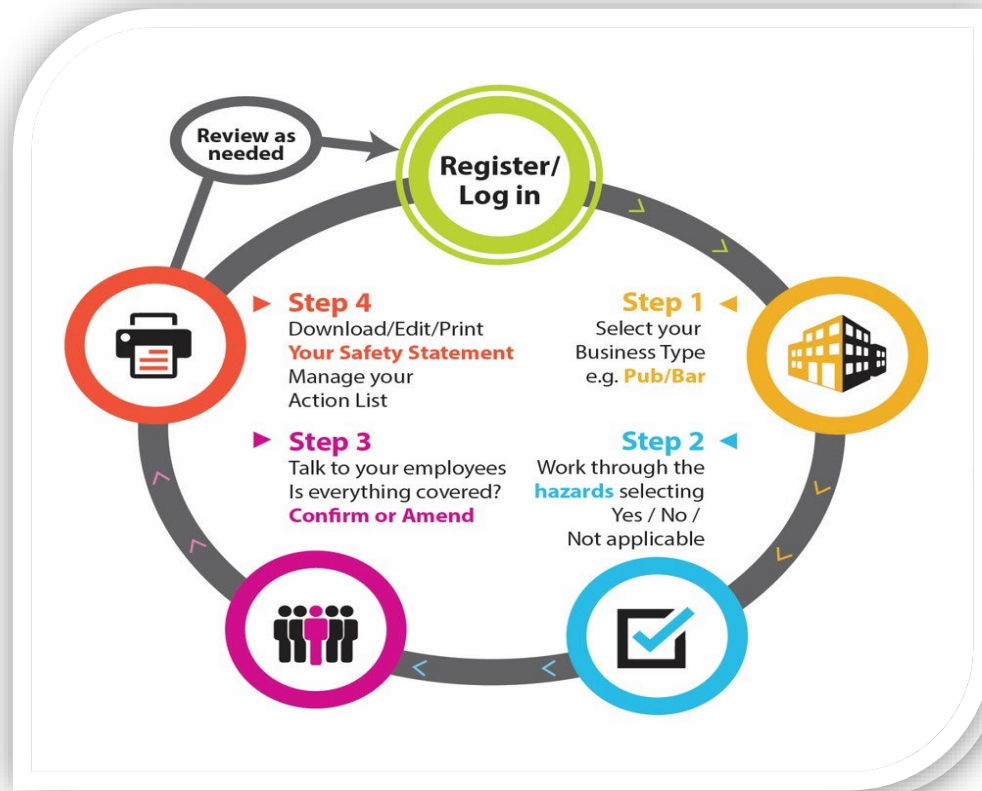 Review as
needed
Register/
Log in
Step 1
Select your
Business Type
e.g. Pub/Bar
Step 2
Work through the
hazards selecting
Yes / No /
Not applicable
Step 3
Talk to your employees
Is everything covered?
Confirm or Amend
Step 4
Download/Edit/Print
Your Safety Statement
Manage your
Action List